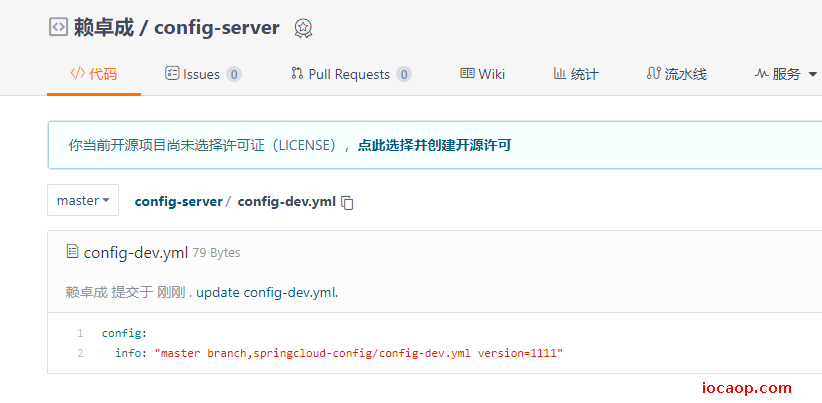 赖卓成 / config-server
代码 Issues 0 Pull Requests 0 Wiki 统计 流水线 服务
你当前开源项目尚未选择许可证（LICENSE），点此选择并创建开源许可
master config-server / config-dev.yml
config-dev.yml 79 Bytes
赖卓成 提交于 刚刚 . update config-dev.yml.
1 config:
2 info: "master branch,springcloud-config/config-dev.yml version=1111"
iocaop.com